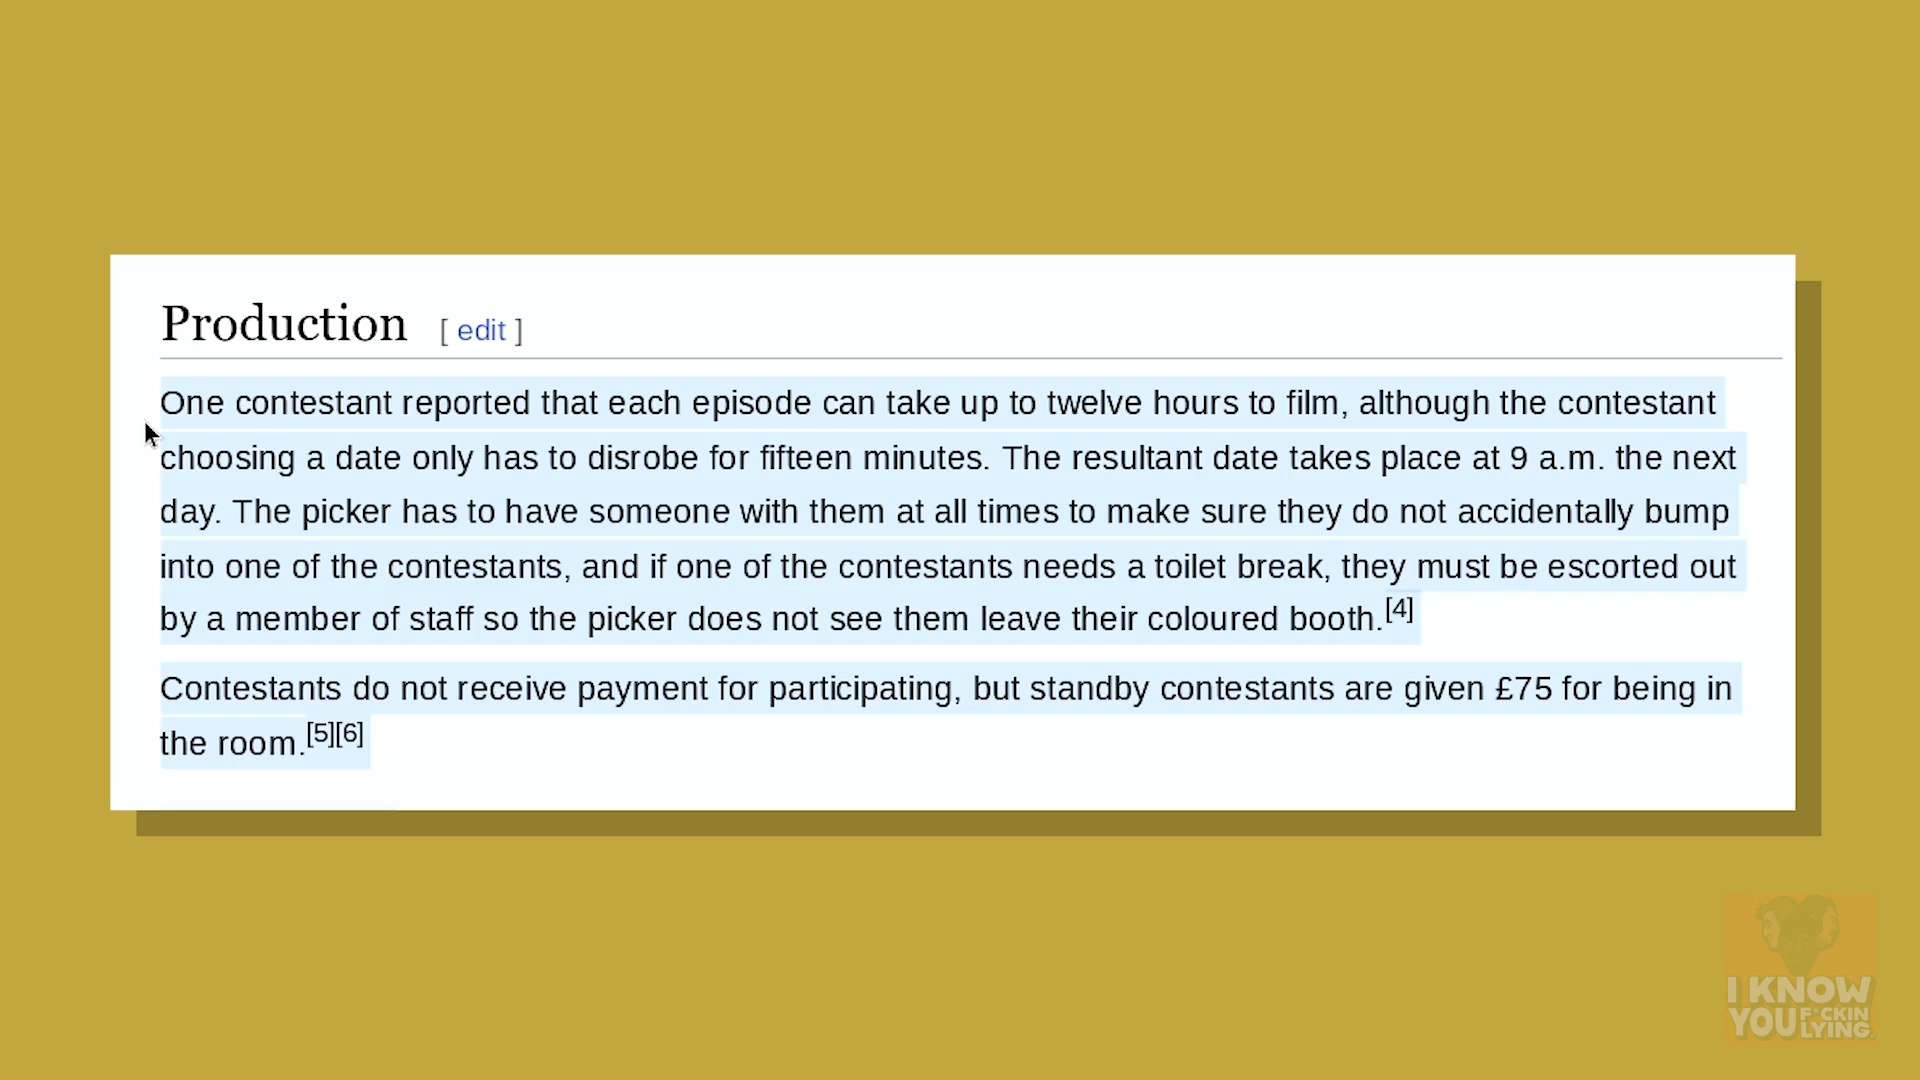 Production [ edit ]
One contestant reported that each episode can take up to twelve hours to film, although the contestant
choosing a date only has to disrobe for fifteen minutes. The resultant date takes place at 9 a.m. the next
day. The picker has to have someone with them at all times to make sure they do not accidentally bump
into one of the contestants, and if one of the contestants needs a toilet break, they must be escorted out
by a member of staff so the picker does not see them leave their coloured booth.[4]
Contestants do not receive payment for participating, but standby contestants are given £75 for being in
the room.[5][6]
I KNOW
YOU F*CKIN
LYING.